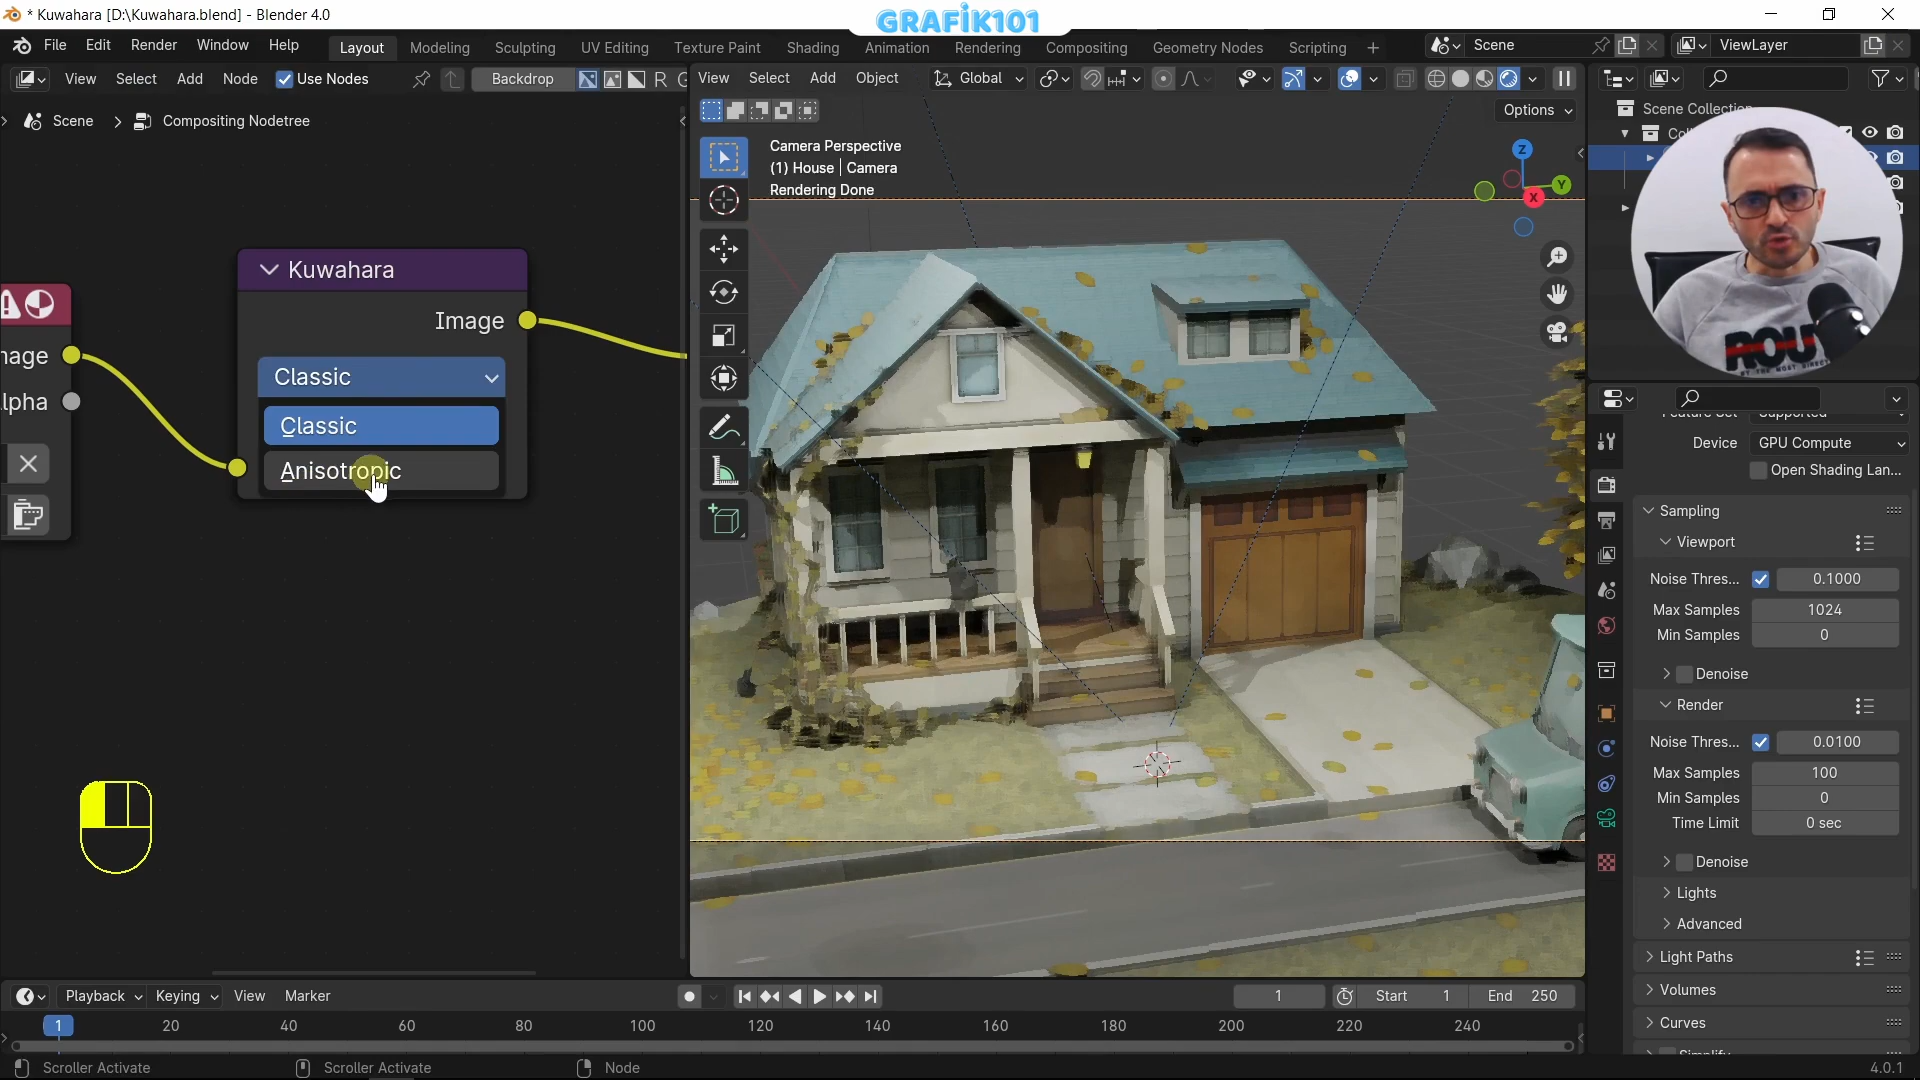 * Kuwahara [D:\Kuwahara.blend] - Blender 4.0
GRAFİK101
File Edit Render Window Help
Layout Modeling Sculpting UV Editing Texture Paint Shading Animation Rendering Compositing Geometry Nodes Scripting +
Scene
ViewLayer
View Select Add Node Use Nodes
Backdrop
R
View Select Add Object
Global
Options
Scene > Compositing Nodetree
Camera Perspective
(1) House | Camera
Rendering Done
Z
Y
X
Scene Collection
Kuwahara
Image
Classic
Classic
Anisotropic
Device GPU Compute
Open Shading Lan...
Sampling
Viewport
Noise Thres... 0.1000
Max Samples 1024
Min Samples 0
Denoise
Render
Noise Thres... 0.0100
Max Samples 100
Min Samples 0
Time Limit 0 sec
Denoise
Lights
Advanced
Light Paths
Volumes
Curves
Playback Keying View Marker
1
Start 1
End 250
1 20 40 60 80 100 120 140 160 180 200 220 240
Scroller Activate
Scroller Activate
Node
4.0.1